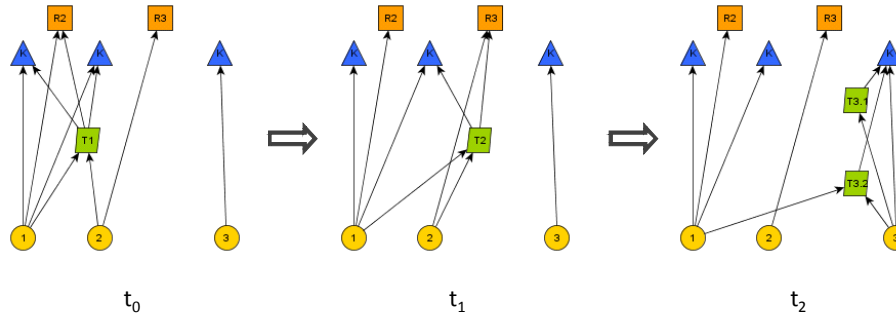 R2 R3 R2 R3 R2 R3
K K K K K K K K K
T3.1
T1 T2
T3.2
1 2 3 1 2 3 1 2 3
t0 t1 t2